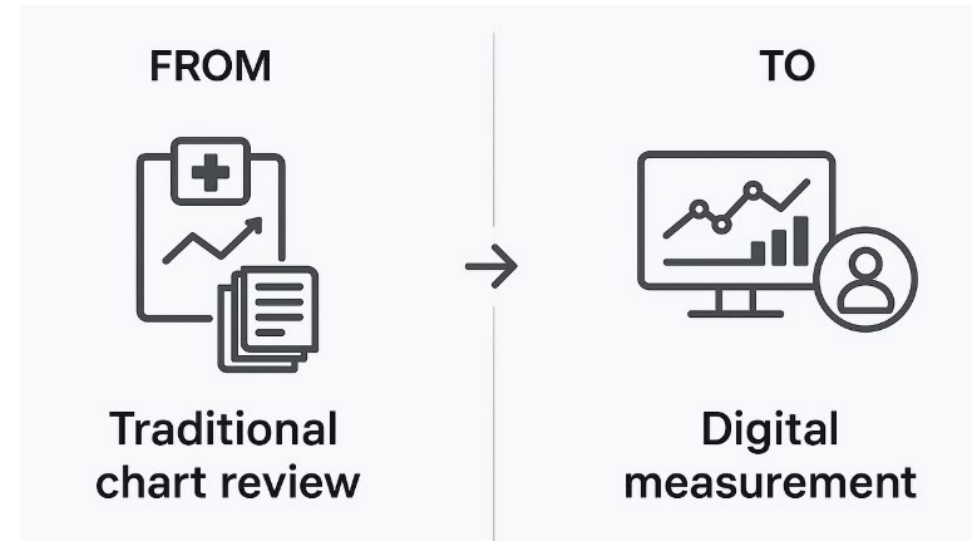 FROM
Traditional
chart review
TO
Digital
measurement